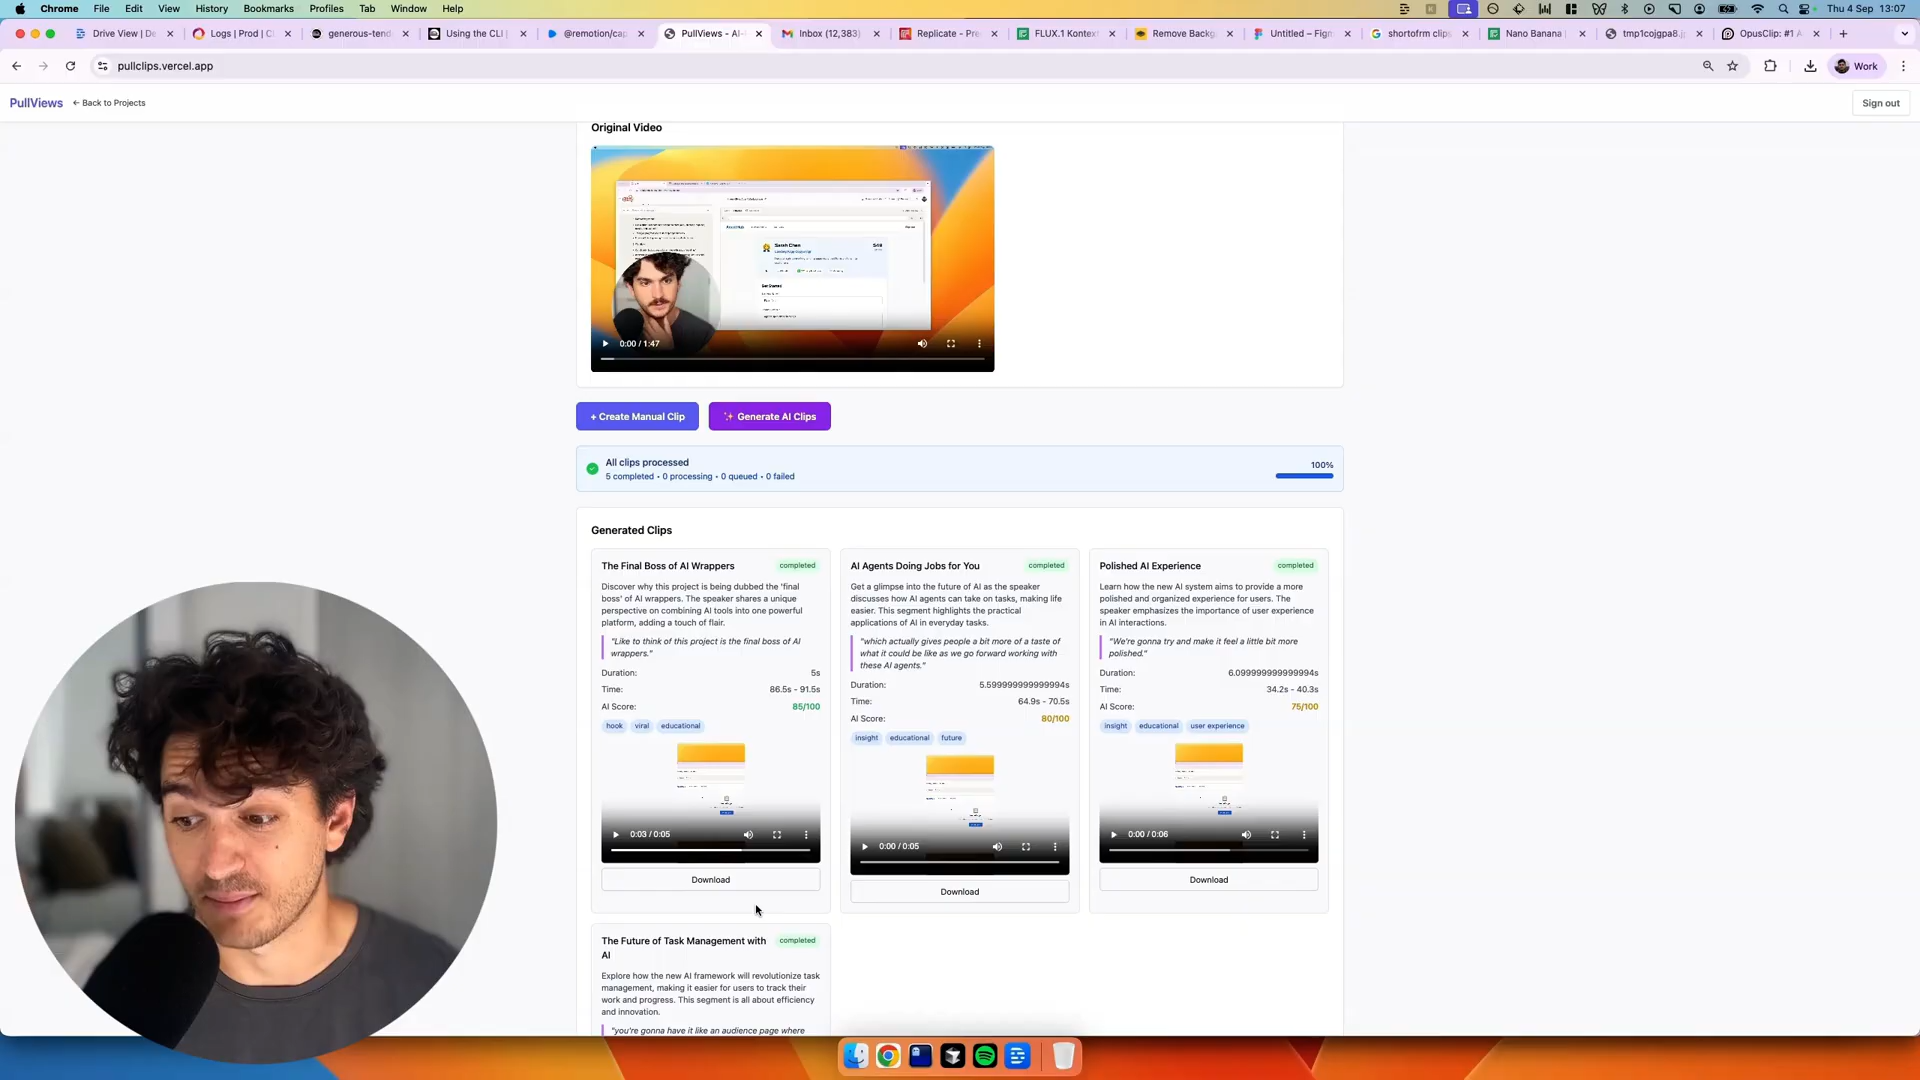 Chrome File Edit View History Bookmarks Profiles Tab Window Help Thu 4 Sep 13:07
Drive View | De Logs | Prod | C generous-tend Using the CLI @remotion/cap PullViews - AI- Inbox (12,383) Replicate - Pre FLUX.1 Kontex Remove Backg Untitled – Figm shortofrm clips Nano Banana tmp1cojgpa8.j OpusClip: #1 A
pullclips.vercel.app Work
PullViews ← Back to Projects Sign out
Original Video
Sarah Chen
0:00 / 1:47
+ Create Manual Clip ✨ Generate AI Clips
All clips processed
5 completed • 0 processing • 0 queued • 0 failed
100%
Generated Clips
The Final Boss of AI Wrappers completed
Discover why this project is being dubbed the 'final
boss' of AI wrappers. The speaker shares a unique
perspective on combining AI tools into one powerful
platform, adding a touch of flair.
"Like to think of this project is the final boss of AI
wrappers."
Duration: 5s
Time: 86.5s - 91.5s
AI Score: 85/100
hook viral educational
0:03 / 0:05
Download
AI Agents Doing Jobs for You completed
Get a glimpse into the future of AI as the speaker
discusses how AI agents can take on tasks, making life
easier. This segment highlights the practical
applications of AI in everyday tasks.
"which actually gives people a bit more of a taste of
what it could be like as we go forward working with
these AI agents."
Duration: 5.599999999999994s
Time: 64.9s - 70.5s
AI Score: 80/100
insight educational future
0:00 / 0:05
Download
Polished AI Experience completed
Learn how the new AI system aims to provide a more
polished and organized experience for users. The
speaker emphasizes the importance of user experience
in AI interactions.
"We're gonna try and make it feel a little bit more
polished."
Duration: 6.099999999999994s
Time: 34.2s - 40.3s
AI Score: 75/100
insight educational user experience
0:00 / 0:06
Download
The Future of Task Management with
AI
completed
Explore how the new AI framework will revolutionize task
management, making it easier for users to track their
work and progress. This segment is all about efficiency
and innovation.
"you're gonna have it like an audience page where